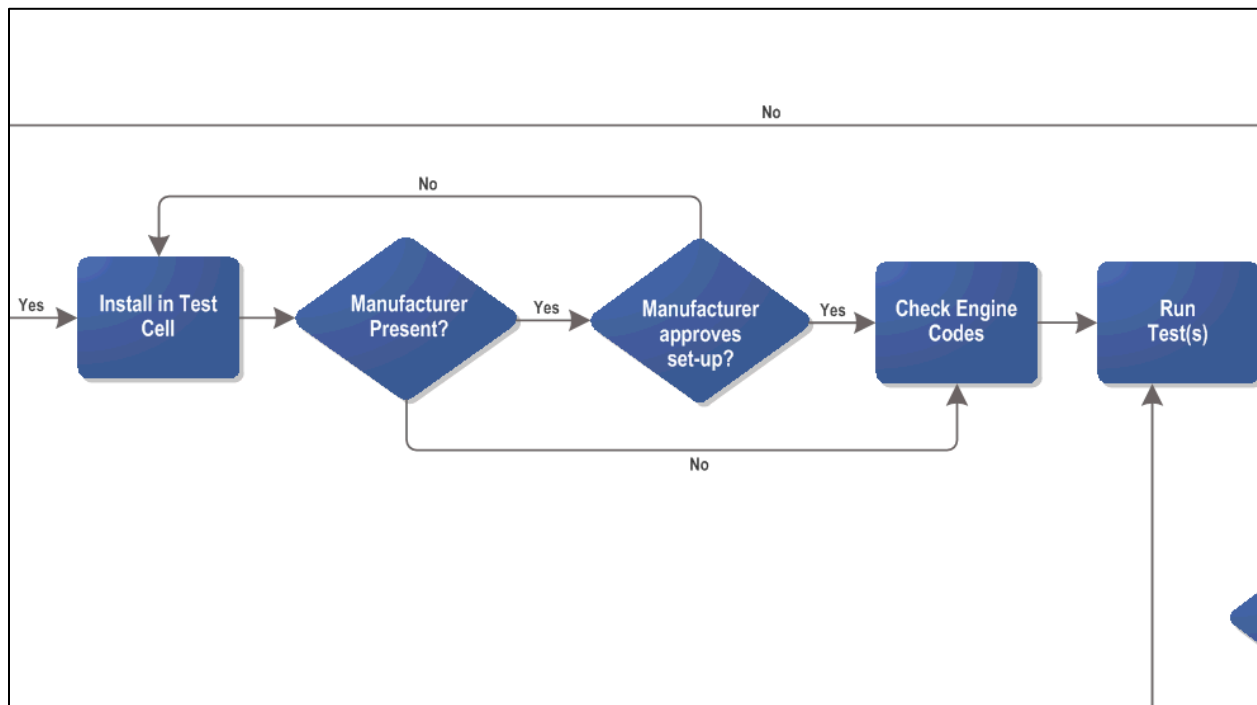 No
No
Yes
Install in Test
Cell
Manufacturer
Present?
Yes
Manufacturer
approves
set-up?
Yes
Check Engine
Codes
Run
Test(s)
No